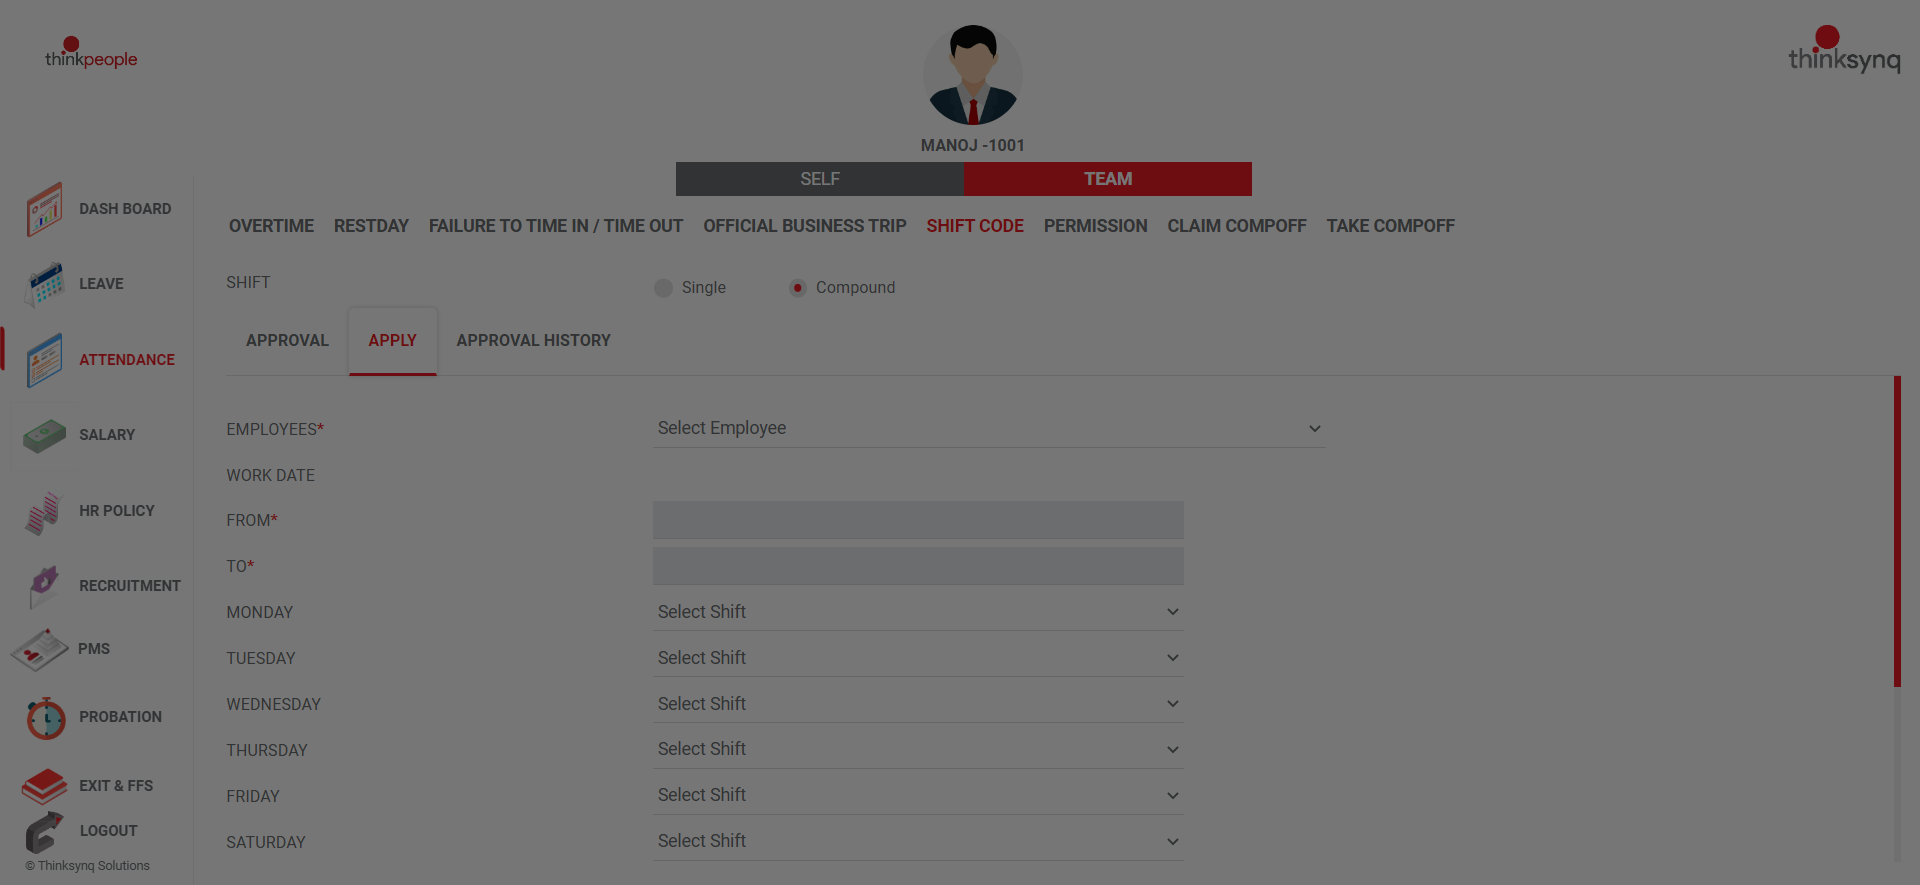 thinkpeople
thinksynq
MANOJ -1001
SELF
TEAM
OVERTIME RESTDAY FAILURE TO TIME IN / TIME OUT OFFICIAL BUSINESS TRIP SHIFT CODE PERMISSION CLAIM COMPOFF TAKE COMPOFF
DASH BOARD
LEAVE
ATTENDANCE
SALARY
HR POLICY
RECRUITMENT
PMS
PROBATION
EXIT & FFS
LOGOUT
© Thinksynq Solutions
SHIFT
Single
Compound
APPROVAL APPLY APPROVAL HISTORY
EMPLOYEES* Select Employee
WORK DATE
FROM*
TO*
MONDAY Select Shift
TUESDAY Select Shift
WEDNESDAY Select Shift
THURSDAY Select Shift
FRIDAY Select Shift
SATURDAY Select Shift